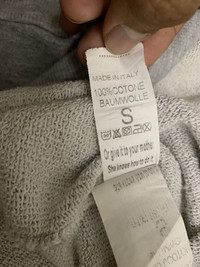 MADE IN ITALY
100%COTONE
BAUMWOLLE
S
Or give it to your mother
She knows how to do it